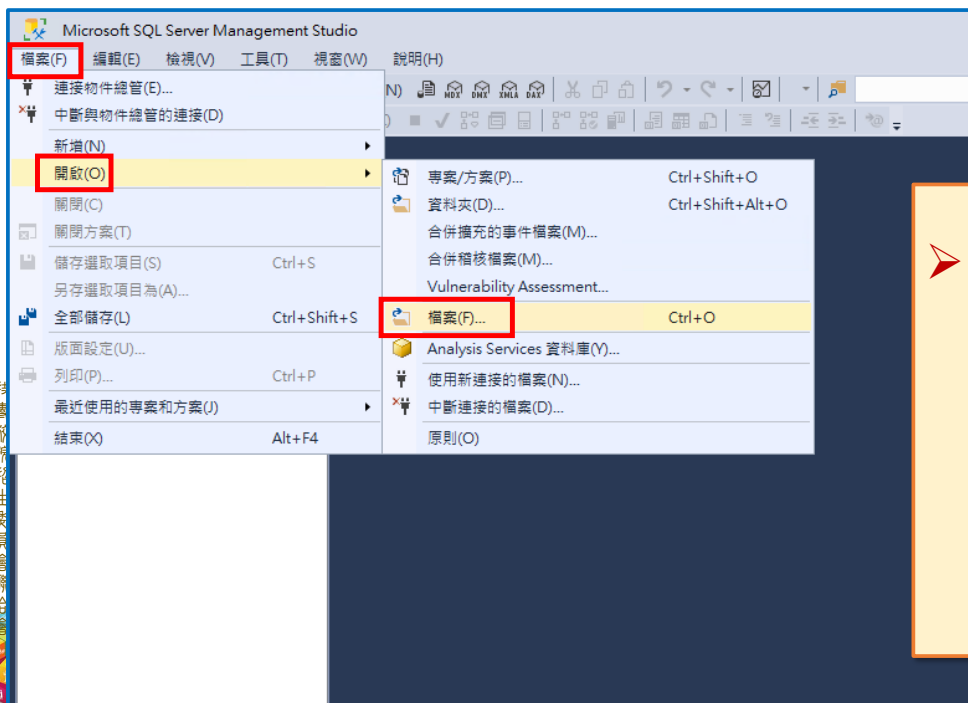 Microsoft SQL Server Management Studio
檔案(F) 編輯(E) 檢視(V) 工具(T) 視窗(W) 說明(H)
連接物件總管(E)...
N) MDX DMX XMLA DAX
中斷與物件總管的連接(D)
新增(N)
開啟(O)
專案/方案(P)... Ctrl+Shift+O
關閉(C)
資料夾(D)... Ctrl+Shift+Alt+O
關閉方案(T)
合併擴充的事件檔案(M)...
儲存選取項目(S) Ctrl+S
合併稽核檔案(M)...
另存選取項目為(A)...
Vulnerability Assessment...
全部儲存(L) Ctrl+Shift+S
檔案(F)... Ctrl+O
版面設定(U)...
Analysis Services 資料庫(Y)...
列印(P)... Ctrl+P
使用新連接的檔案(N)...
最近使用的專案和方案(J)
中斷連接的檔案(D)...
結束(X) Alt+F4
原則(O)